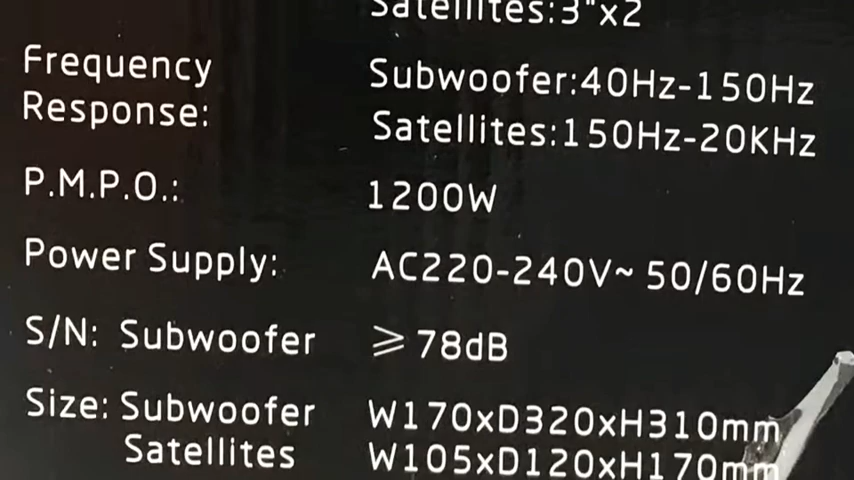 Satellites:3"x2
Frequency Response:
Subwoofer:40Hz-150Hz
Satellites:150Hz-20KHz
P.M.P.O.: 1200W
Power Supply: AC220-240V~ 50/60Hz
S/N: Subwoofer ≥78dB
Size: Subwoofer W170xD320xH310mm
Satellites W105xD120xH170mm